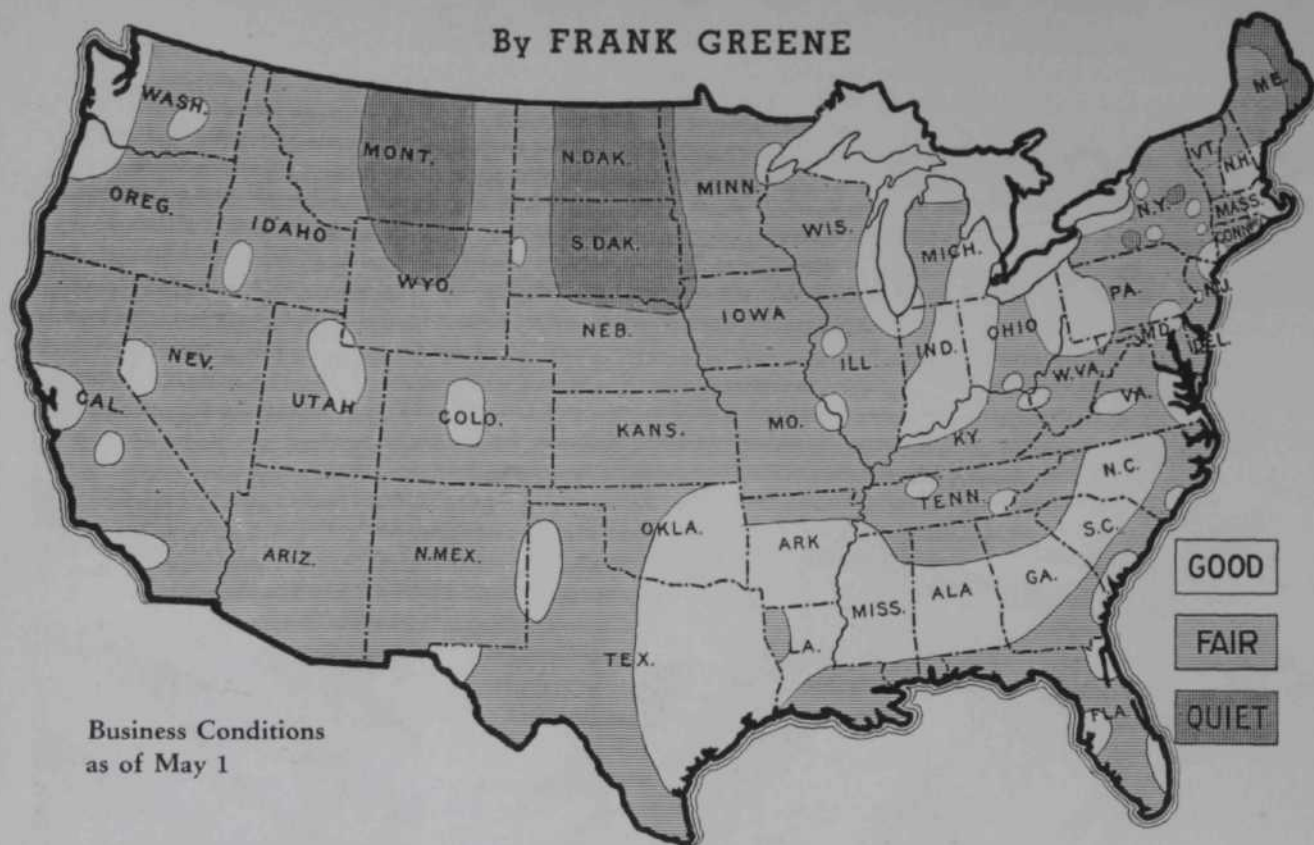 By FRANK GREENE
WASH.
MONT.
N.DAK.
MINN.
ME.
VT.
N.H.
OREG.
IDAHO
S.DAK.
WIS.
MICH.
N.Y.
MASS.
CONN.
WYO.
NEB.
IOWA
ILL
IND.
OHIO
PA.
N.J.
MD.
DEL.
NEV.
CAL.
UTAH
COLO.
KANS.
MO.
KY.
W.VA.
VA.
ARIZ.
N.MEX.
OKLA.
ARK
TENN.
N.C.
S.C.
TEX.
LA.
MISS.
ALA
GA.
FLA.
GOOD
FAIR
QUIET
Business Conditions
as of May 1